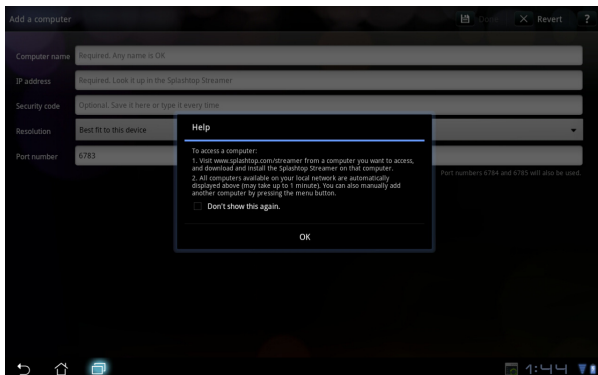 Add a computer
Done
Revert
?
Computer name
Required. Any name is OK
IP address
Required. Look it up in the Splashtop Streamer
Security code
Optional. Save it here or type it every time
Resolution
Best fit to this device
Port number
6783
Port numbers 6784 and 6785 will also be used.
Help
To access a computer:
1. Visit www.splashtop.com/streamer from a computer you want to access,
and download and install the Splashtop Streamer on that computer.
2. All computers available on your local network are automatically
displayed above (may take up to 1 minute). You can also manually add
another computer by pressing the menu button.
Don't show this again.
OK
1:44